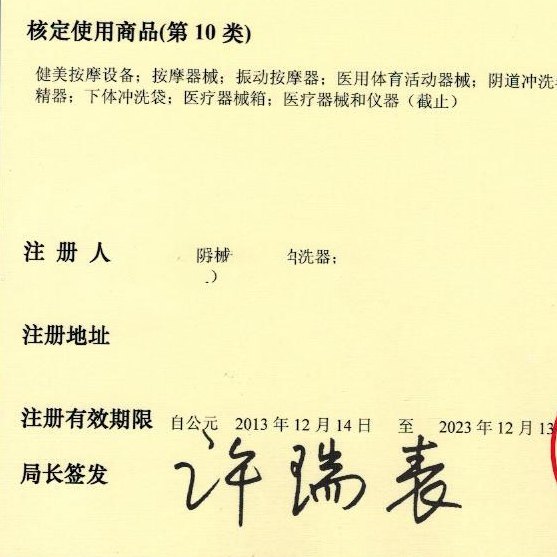 核定使用商品(第 10 类)
健美按摩设备；按摩器械；振动按摩器；医用体育活动器械；阴道冲洗
精器；下体冲洗袋；医疗器械箱；医疗器械和仪器（截止）
注 册 人 械 洗器；
）
注册地址
注册有效期限 自公元 2013 年 12 月 14 日 至 2023 年 12 月 13
局长签发 许瑞表